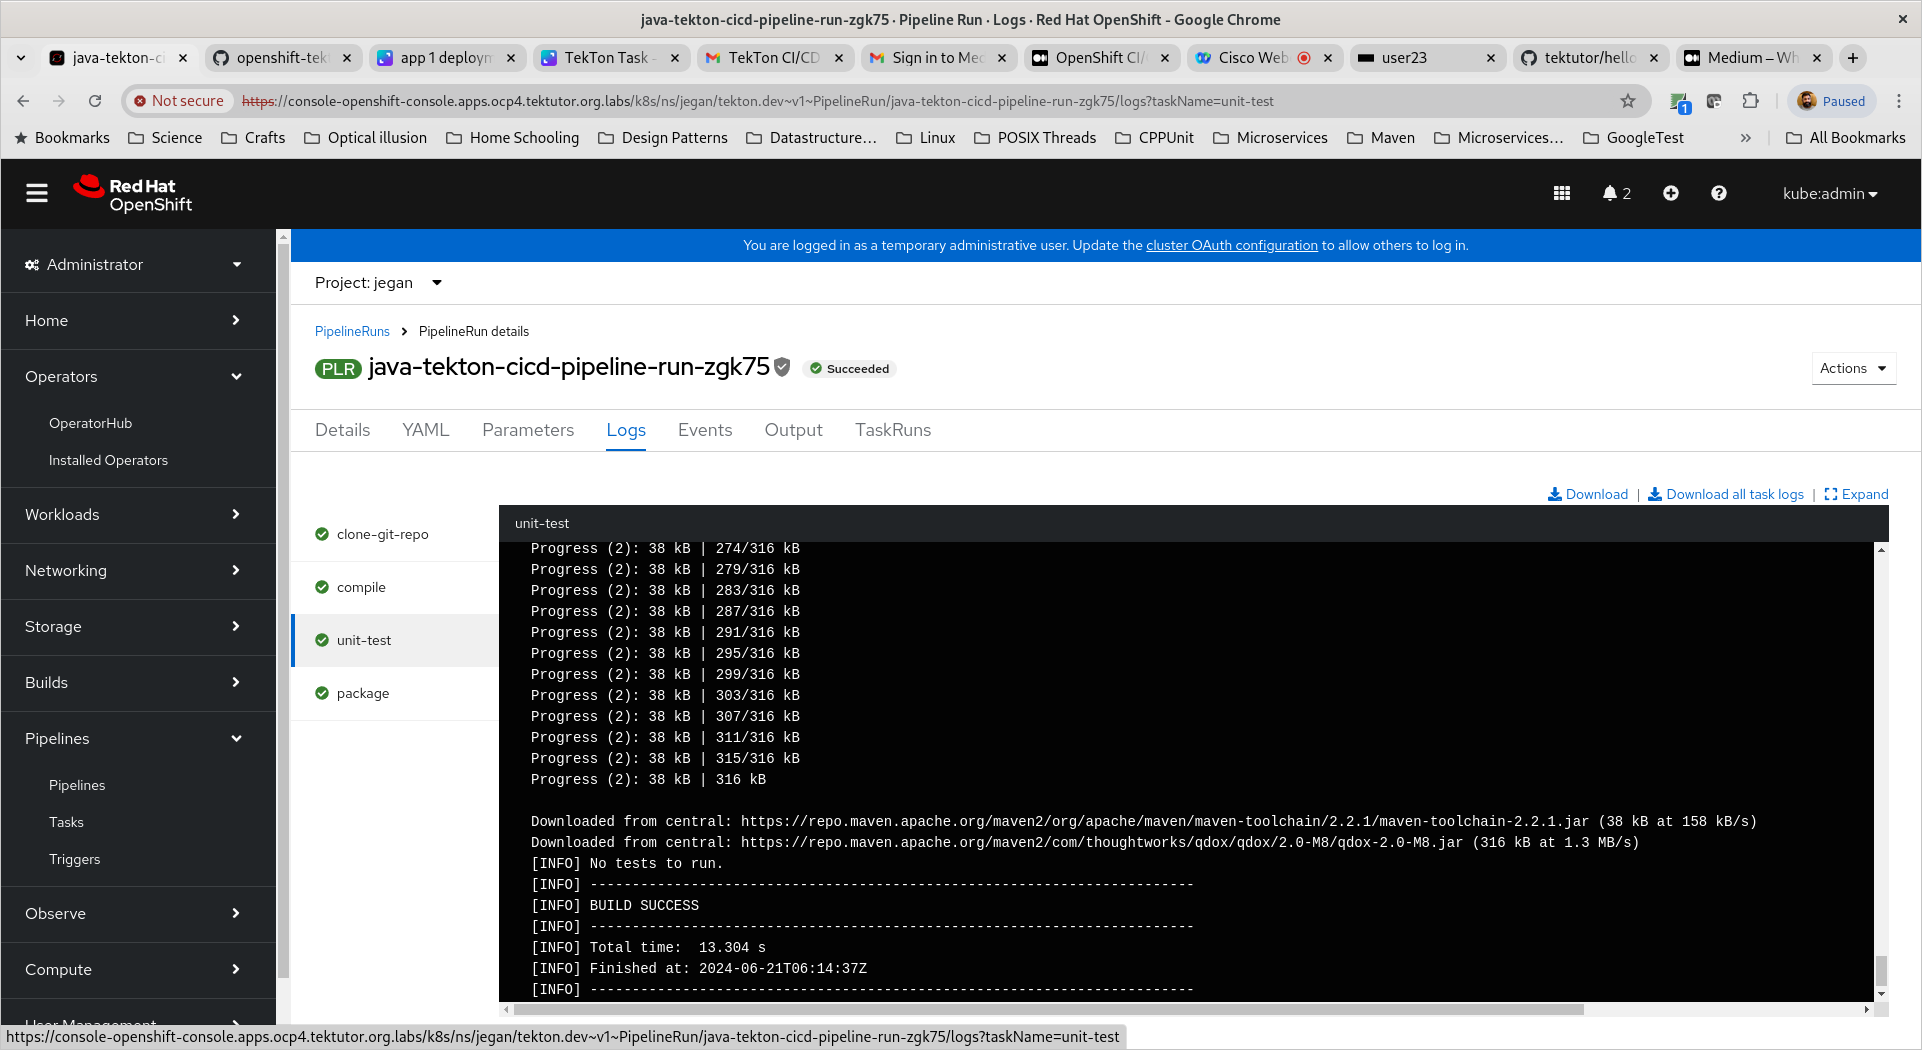 java-tekton-cicd-pipeline-run-zgk75 · Pipeline Run · Logs · Red Hat OpenShift - Google Chrome
java-tekton-ci
openshift-tekt
app 1 deploym
TekTon Task -
TekTon CI/CD
Sign in to Med
OpenShift CI/
Cisco Web
user23
tektutor/hello
Medium – Wh
Not secure
https://console-openshift-console.apps.ocp4.tektutor.org.labs/k8s/ns/jegan/tekton.dev~v1~PipelineRun/java-tekton-cicd-pipeline-run-zgk75/logs?taskName=unit-test
1
Paused
Bookmarks
Science
Crafts
Optical illusion
Home Schooling
Design Patterns
Datastructure...
Linux
POSIX Threads
CPPUnit
Microservices
Maven
Microservices...
GoogleTest
»
All Bookmarks
Red Hat
OpenShift
2
kube:admin
You are logged in as a temporary administrative user. Update the cluster OAuth configuration to allow others to log in.
Administrator
Home
Operators
OperatorHub
Installed Operators
Workloads
Networking
Storage
Builds
Pipelines
Pipelines
Tasks
Triggers
Observe
Compute
User Management
Project: jegan
PipelineRuns
PipelineRun details
PLR java-tekton-cicd-pipeline-run-zgk75
Succeeded
Actions
Details
YAML
Parameters
Logs
Events
Output
TaskRuns
Download | Download all task logs | Expand
clone-git-repo
compile
unit-test
package
unit-test
Progress (2): 38 kB | 274/316 kB
Progress (2): 38 kB | 279/316 kB
Progress (2): 38 kB | 283/316 kB
Progress (2): 38 kB | 287/316 kB
Progress (2): 38 kB | 291/316 kB
Progress (2): 38 kB | 295/316 kB
Progress (2): 38 kB | 299/316 kB
Progress (2): 38 kB | 303/316 kB
Progress (2): 38 kB | 307/316 kB
Progress (2): 38 kB | 311/316 kB
Progress (2): 38 kB | 315/316 kB
Progress (2): 38 kB | 316 kB
Downloaded from central: https://repo.maven.apache.org/maven2/org/apache/maven/maven-toolchain/2.2.1/maven-toolchain-2.2.1.jar (38 kB at 158 kB/s)
Downloaded from central: https://repo.maven.apache.org/maven2/com/thoughtworks/qdox/qdox/2.0-M8/qdox-2.0-M8.jar (316 kB at 1.3 MB/s)
[INFO] No tests to run.
[INFO] ------------------------------------------------------------------------
[INFO] BUILD SUCCESS
[INFO] ------------------------------------------------------------------------
[INFO] Total time:  13.304 s
[INFO] Finished at: 2024-06-21T06:14:37Z
[INFO] ------------------------------------------------------------------------
https://console-openshift-console.apps.ocp4.tektutor.org.labs/k8s/ns/jegan/tekton.dev~v1~PipelineRun/java-tekton-cicd-pipeline-run-zgk75/logs?taskName=unit-test